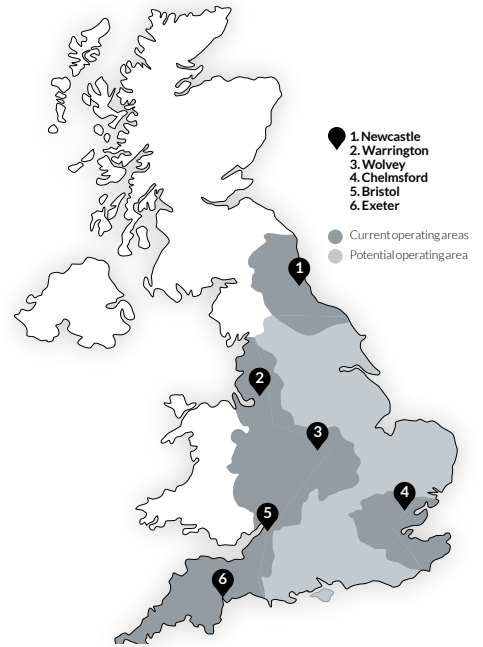 1. Newcastle
2. Warrington
3. Wolvey
4. Chelmsford
5. Bristol
6. Exeter
Current operating areas
Potential operating area
1
2
3
4
5
6